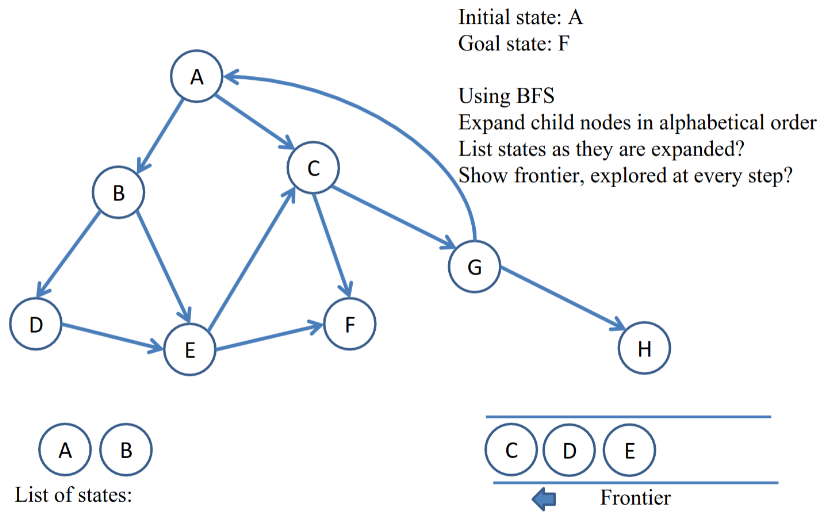 Initial state: A
Goal state: F
Using BFS
Expand child nodes in alphabetical order
List states as they are expanded?
Show frontier, explored at every step?
A
B
C
G
D
E
F
H
A B
C D E
List of states:
Frontier